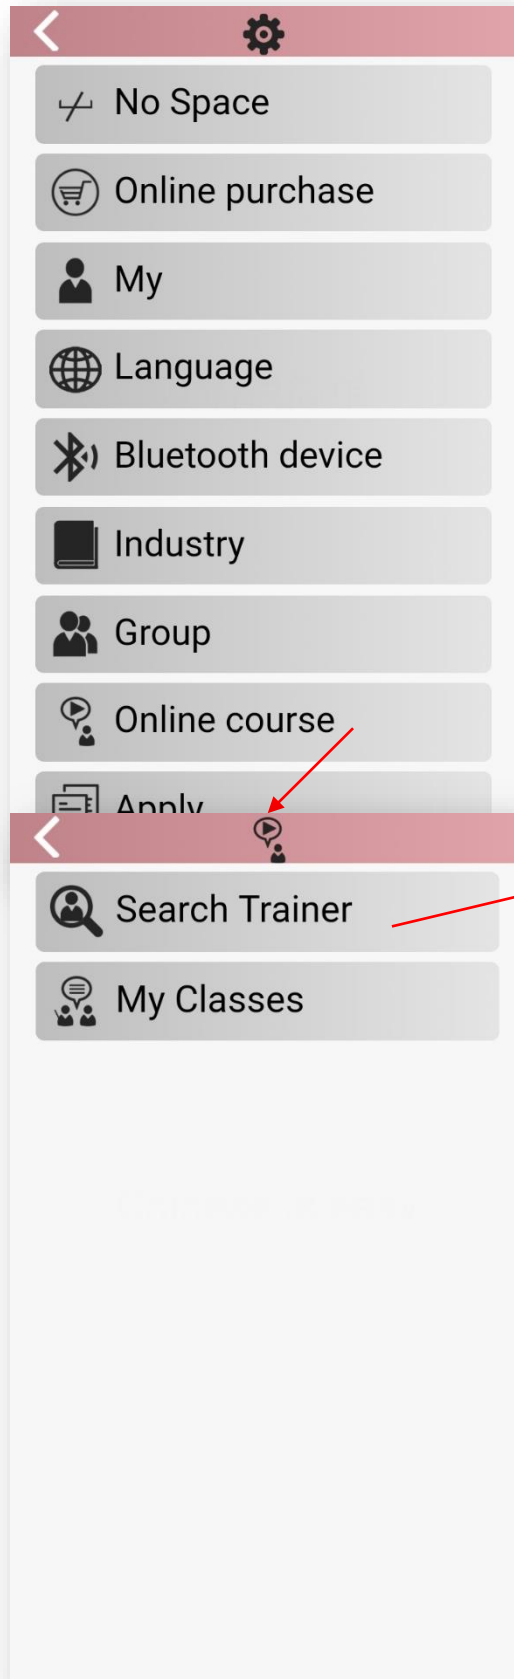 No Space
Online purchase
My
Language
Bluetooth device
Industry
Group
Online course
Apply
Search Trainer
My Classes